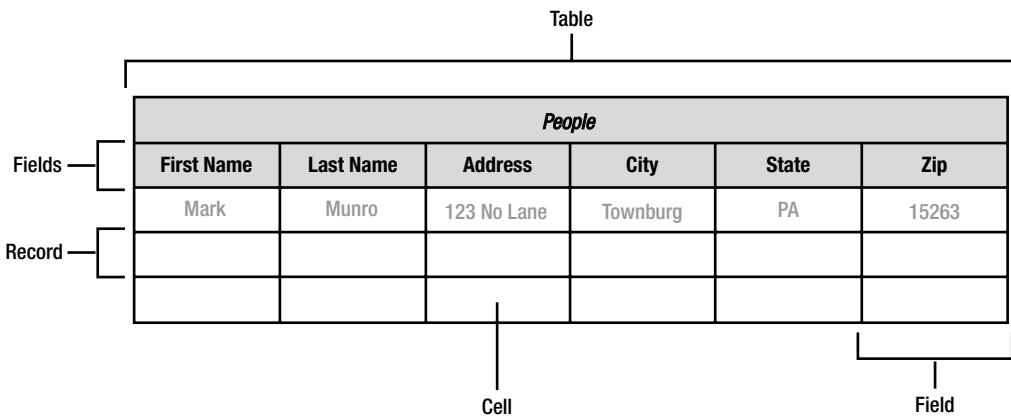 Table
People
Fields
First Name Last Name Address City State Zip
Mark Munro 123 No Lane Townburg PA 15263
Record
Cell
Field